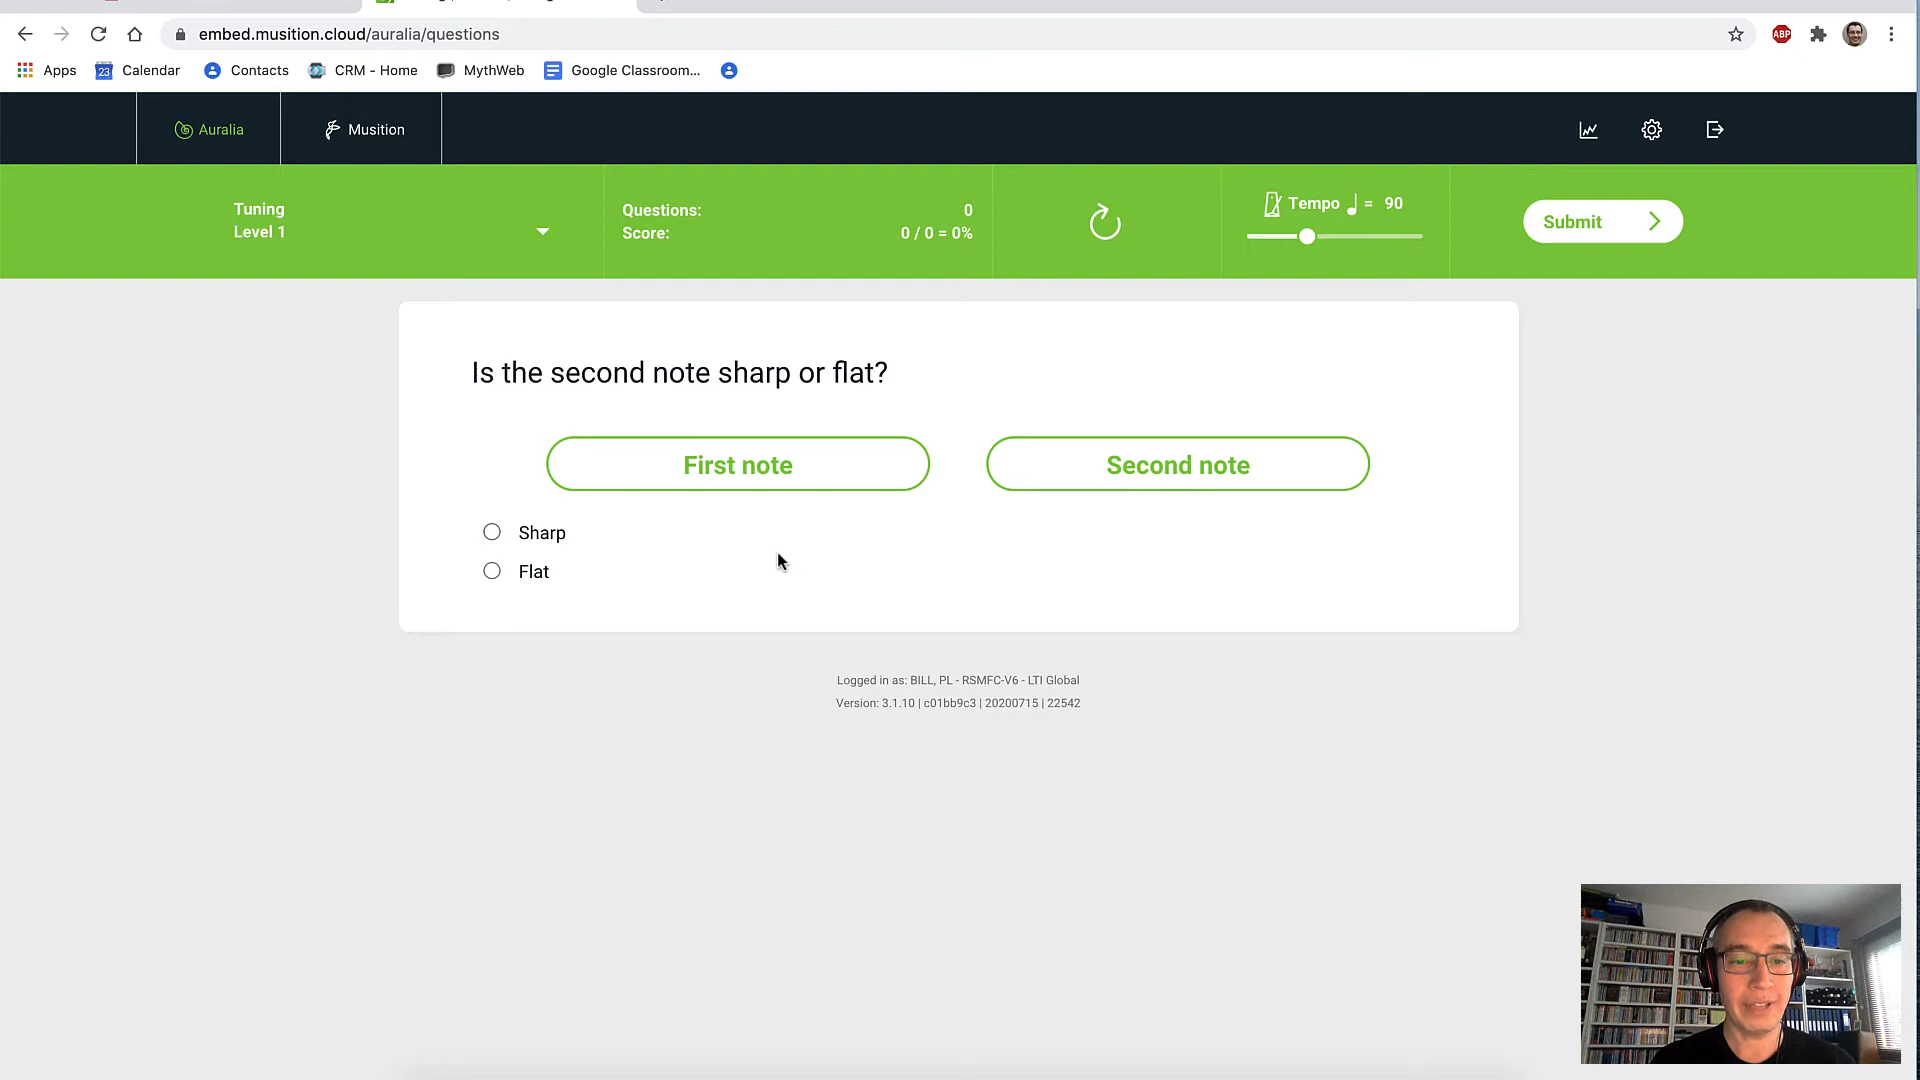 embed.musition.cloud/auralia/questions
ABP
Apps
23
Calendar
Contacts
CRM - Home
MythWeb
Google Classroom...
Auralia
Musition
Tuning
Level 1
Questions: 0
Score: 0 / 0 = 0%
Tempo ♩ = 90
Submit
Is the second note sharp or flat?
First note
Second note
Sharp
Flat
Logged in as: BILL, PL - RSMFC-V6 - LTI Global
Version: 3.1.10 | c01bb9c3 | 20200715 | 22542